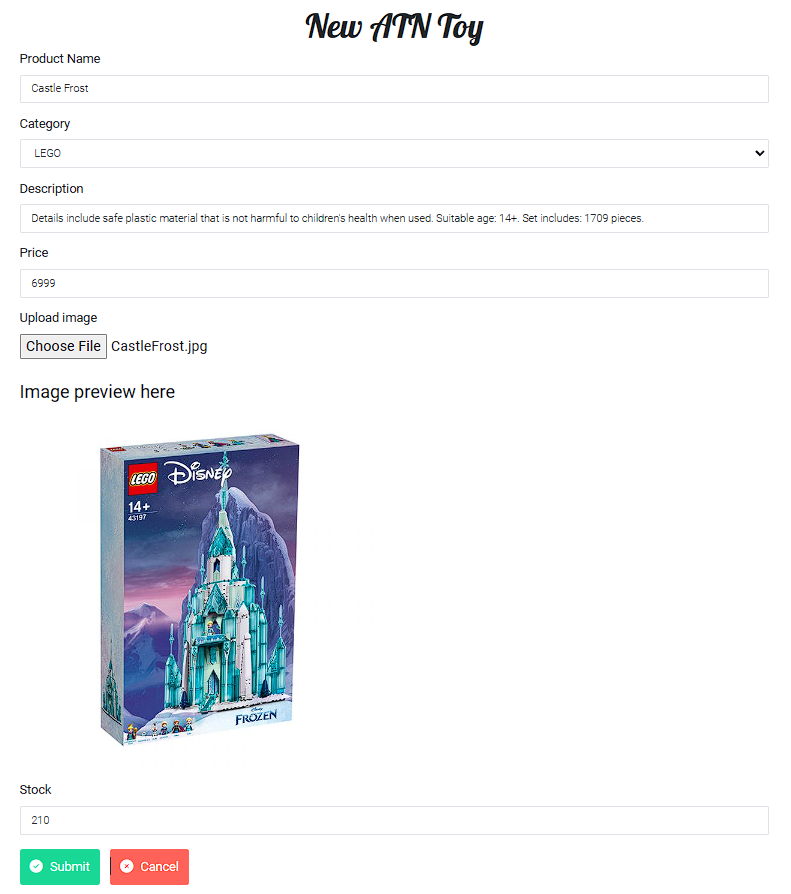 New ATN Toy
Product Name
Castle Frost
Category
LEGO
Description
Details include safe plastic material that is not harmful to children's health when used. Suitable age: 14+. Set includes: 1709 pieces.
Price
6999
Upload image
Choose File CastleFrost.jpg
Image preview here
LEGO Disney
14+
43197
Disney
FROZEN
Stock
210
Submit Cancel